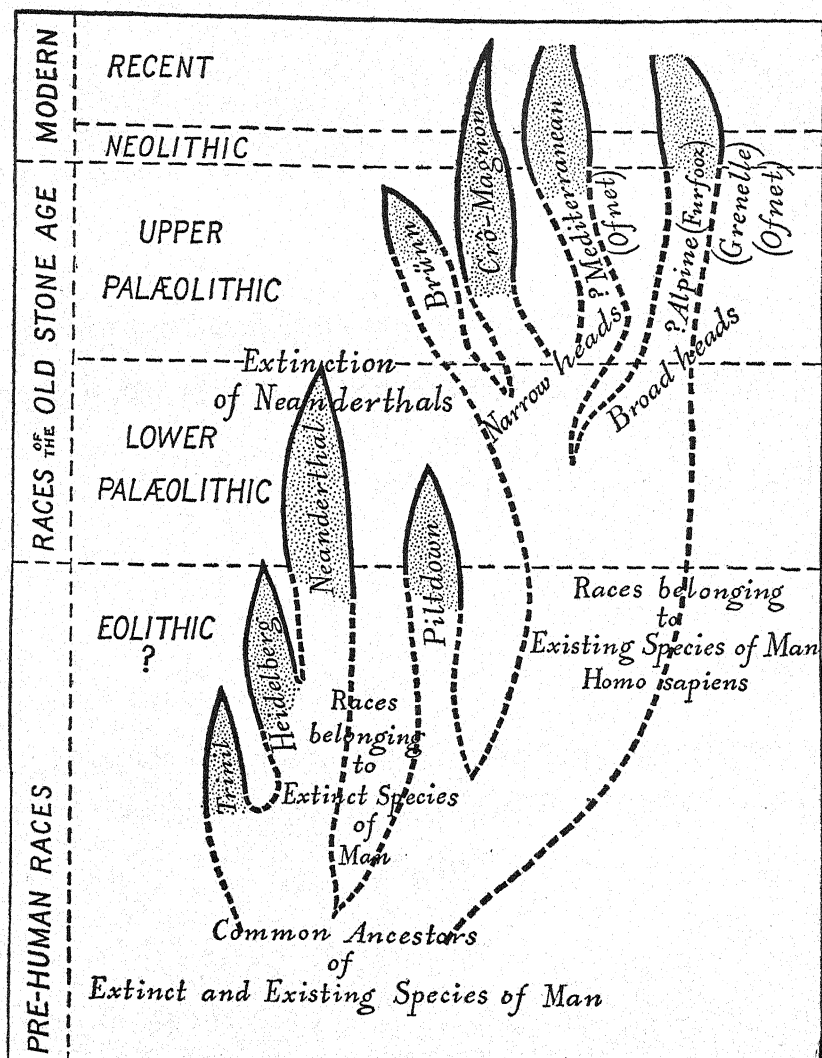 MODERN
RECENT
NEOLITHIC
RACES OF THE OLD STONE AGE
UPPER
PALÆOLITHIC
Brünn
Crô-Magnon
? Mediterranean
(Ofnet)
? Alpine (Furfooz)
(Grenelle)
(Ofnet)
Narrow heads
Broad heads
Extinction
of Neanderthals
LOWER
PALÆOLITHIC
Neanderthal
Piltdown
PRE-HUMAN RACES
EOLITHIC
?
Heidelberg
Trinil
Races belonging
to
Existing Species of Man
Homo sapiens
Races
belonging
to
Extinct Species
of
Man
Common Ancestors
of
Extinct and Existing Species of Man